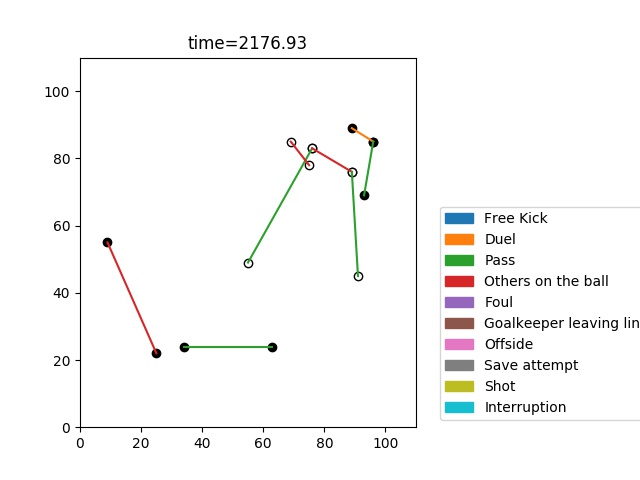 time=2176.93
100
80
60
40
20
0
0 20 40 60 80 100
Free Kick
Duel
Pass
Others on the ball
Foul
Goalkeeper leaving lin
Offside
Save attempt
Shot
Interruption